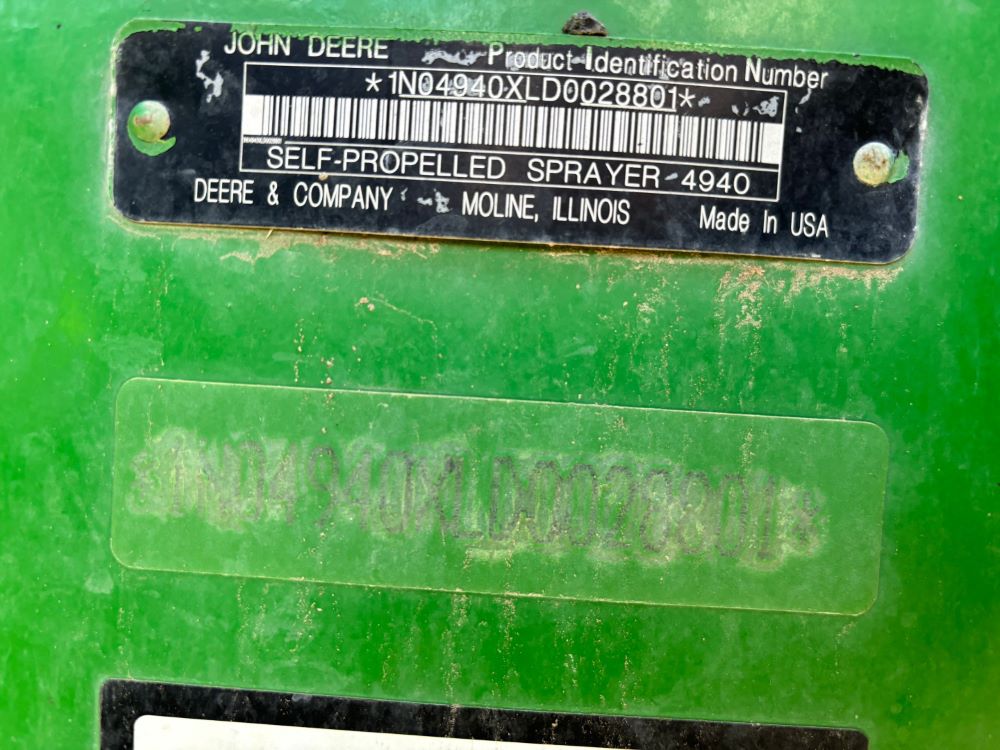 JOHN DEERE Product Identification Number
*1N04940XLD0028801*
SELF-PROPELLED SPRAYER 4940
DEERE & COMPANY MOLINE, ILLINOIS Made In USA
*1N04940XLD0028801*